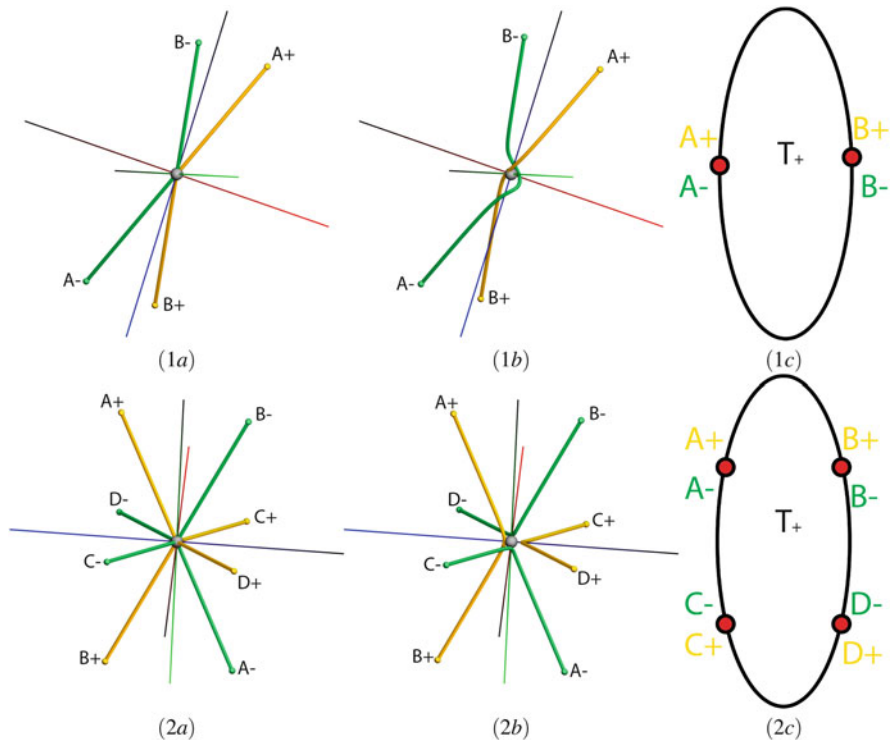 B-
A+
A-
B+
(1a)
B-
A+
A-
B+
(1b)
A+
A-
T+
B+
B-
(1c)
A+
B-
D-
C+
C-
D+
B+
A-
(2a)
A+
B-
D-
C+
C-
D+
B+
A-
(2b)
A+
B+
A-
B-
T+
C-
D-
C+
D+
(2c)